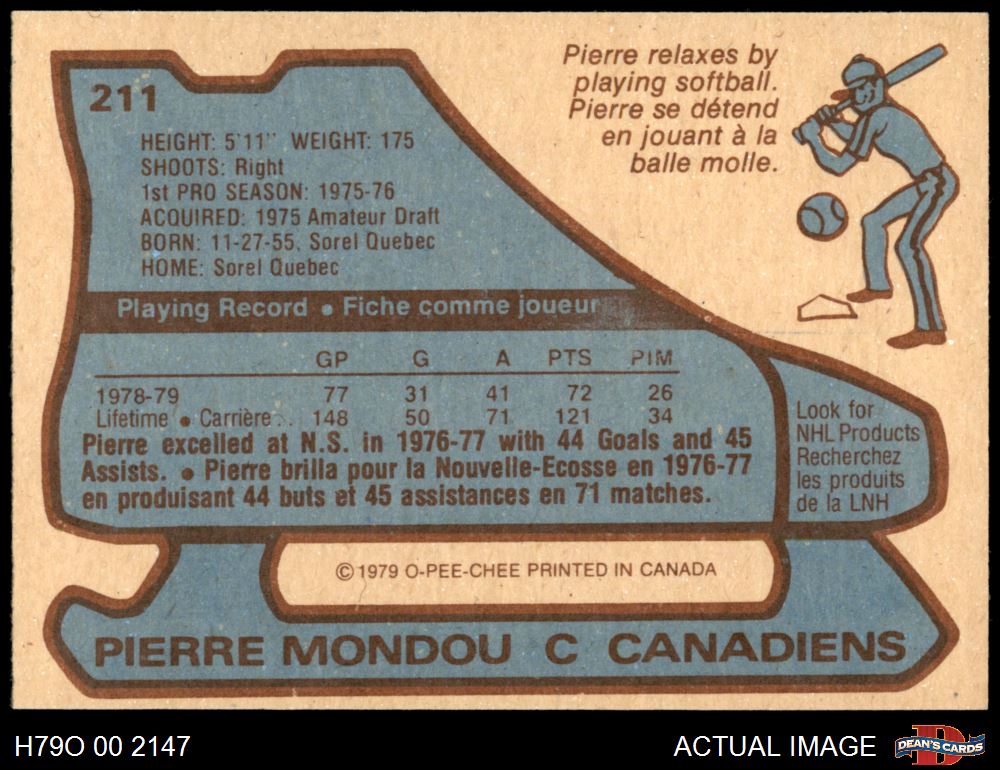 211
HEIGHT: 5'11" WEIGHT: 175
SHOOTS: Right
1st PRO SEASON: 1975-76
ACQUIRED: 1975 Amateur Draft
BORN: 11-27-55. Sorel Quebec
HOME: Sorel Quebec
Pierre relaxes by
playing softball.
Pierre se détend
en jouant à la
balle molle.
Playing Record • Fiche comme joueur
GP G A PTS PIM
1978-79 77 31 41 72 26
Lifetime • Carrière.. 148 50 71 121 34
Pierre excelled at N.S. in 1976-77 with 44 Goals and 45
Assists. • Pierre brilla pour la Nouvelle-Ecosse en 1976-77
en produisant 44 buts et 45 assistances en 71 matches.
Look for
NHL Products
Recherchez
les produits
de la LNH
©1979 O-PEE-CHEE PRINTED IN CANADA
PIERRE MONDOU C CANADIENS
H79O 00 2147
ACTUAL IMAGE
D
DEAN'S CARDS